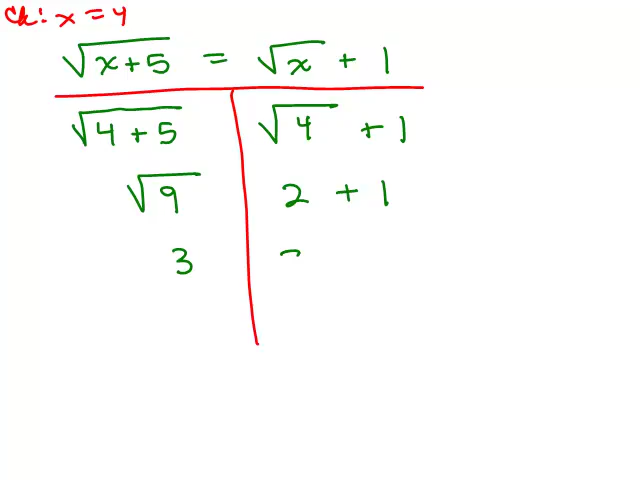 Ck: x = 4
√x+5 = √x + 1
√4+5 √4 + 1
√9 2 + 1
3